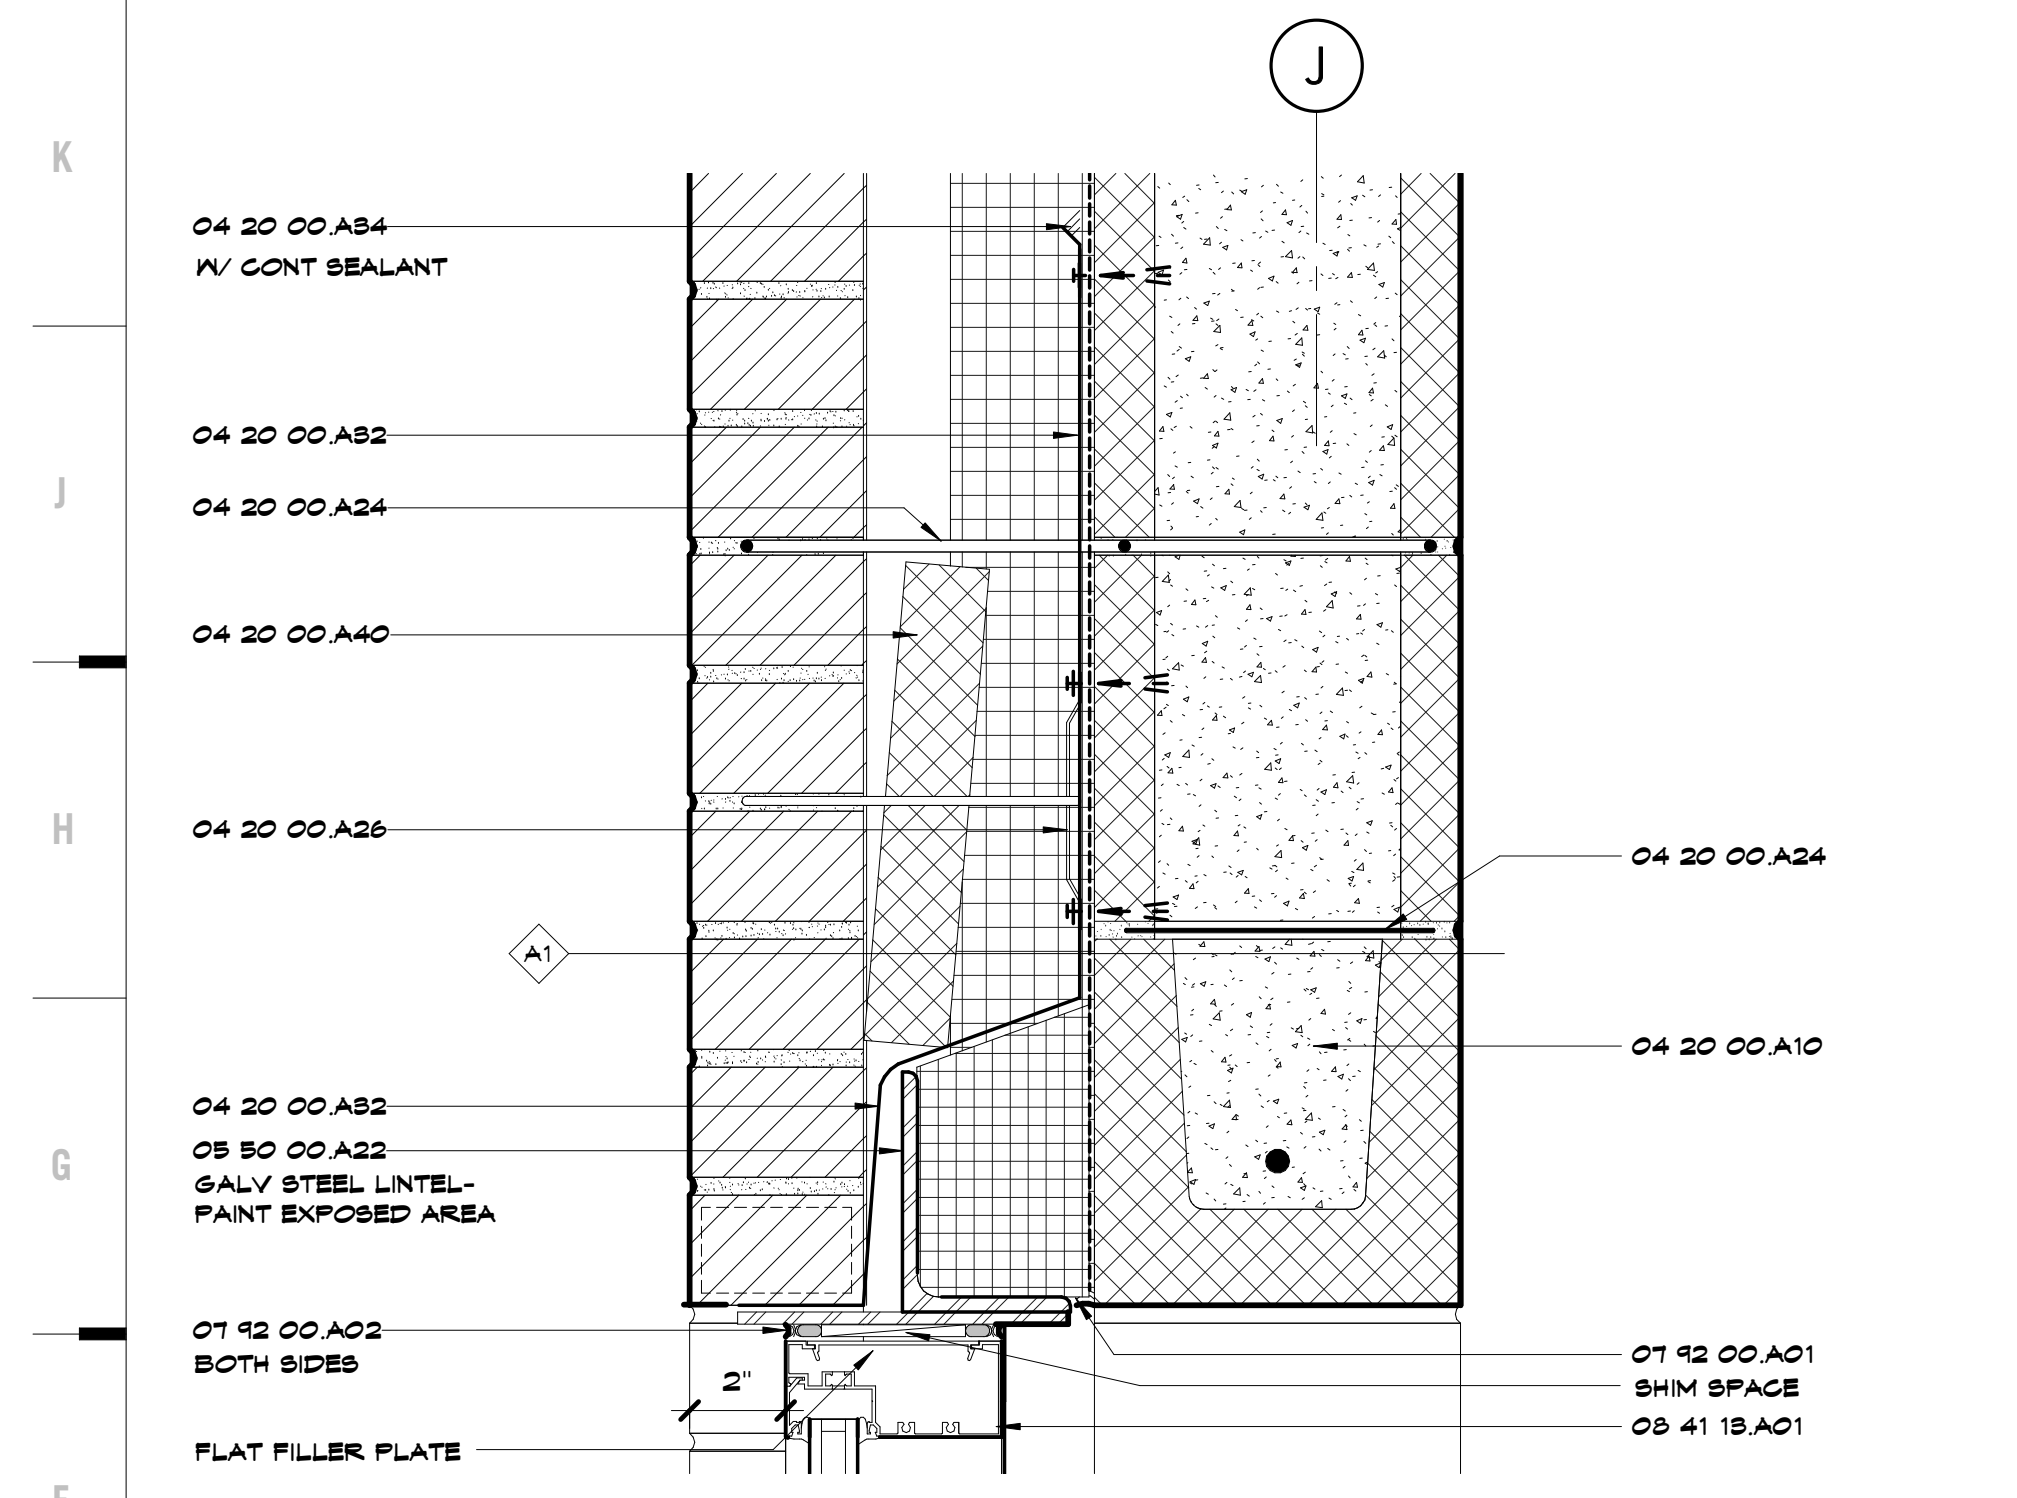 J
K
04 20 00.A34
W/ CONT SEALANT
04 20 00.A32
J
04 20 00.A24
04 20 00.A40
H
04 20 00.A26
04 20 00.A24
A1
04 20 00.A10
04 20 00.A32
G
05 50 00.A22
GALV STEEL LINTEL-
PAINT EXPOSED AREA
07 92 00.A02
BOTH SIDES
2"
FLAT FILLER PLATE
07 92 00.A01
SHIM SPACE
08 41 13.A01